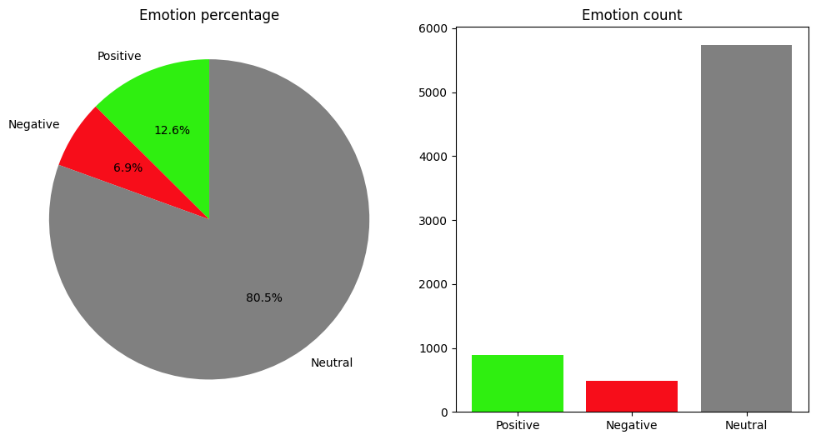 Emotion percentage
Positive
Negative
12.6%
6.9%
80.5%
Neutral
Emotion count
6000
5000
4000
3000
2000
1000
0
Positive Negative Neutral